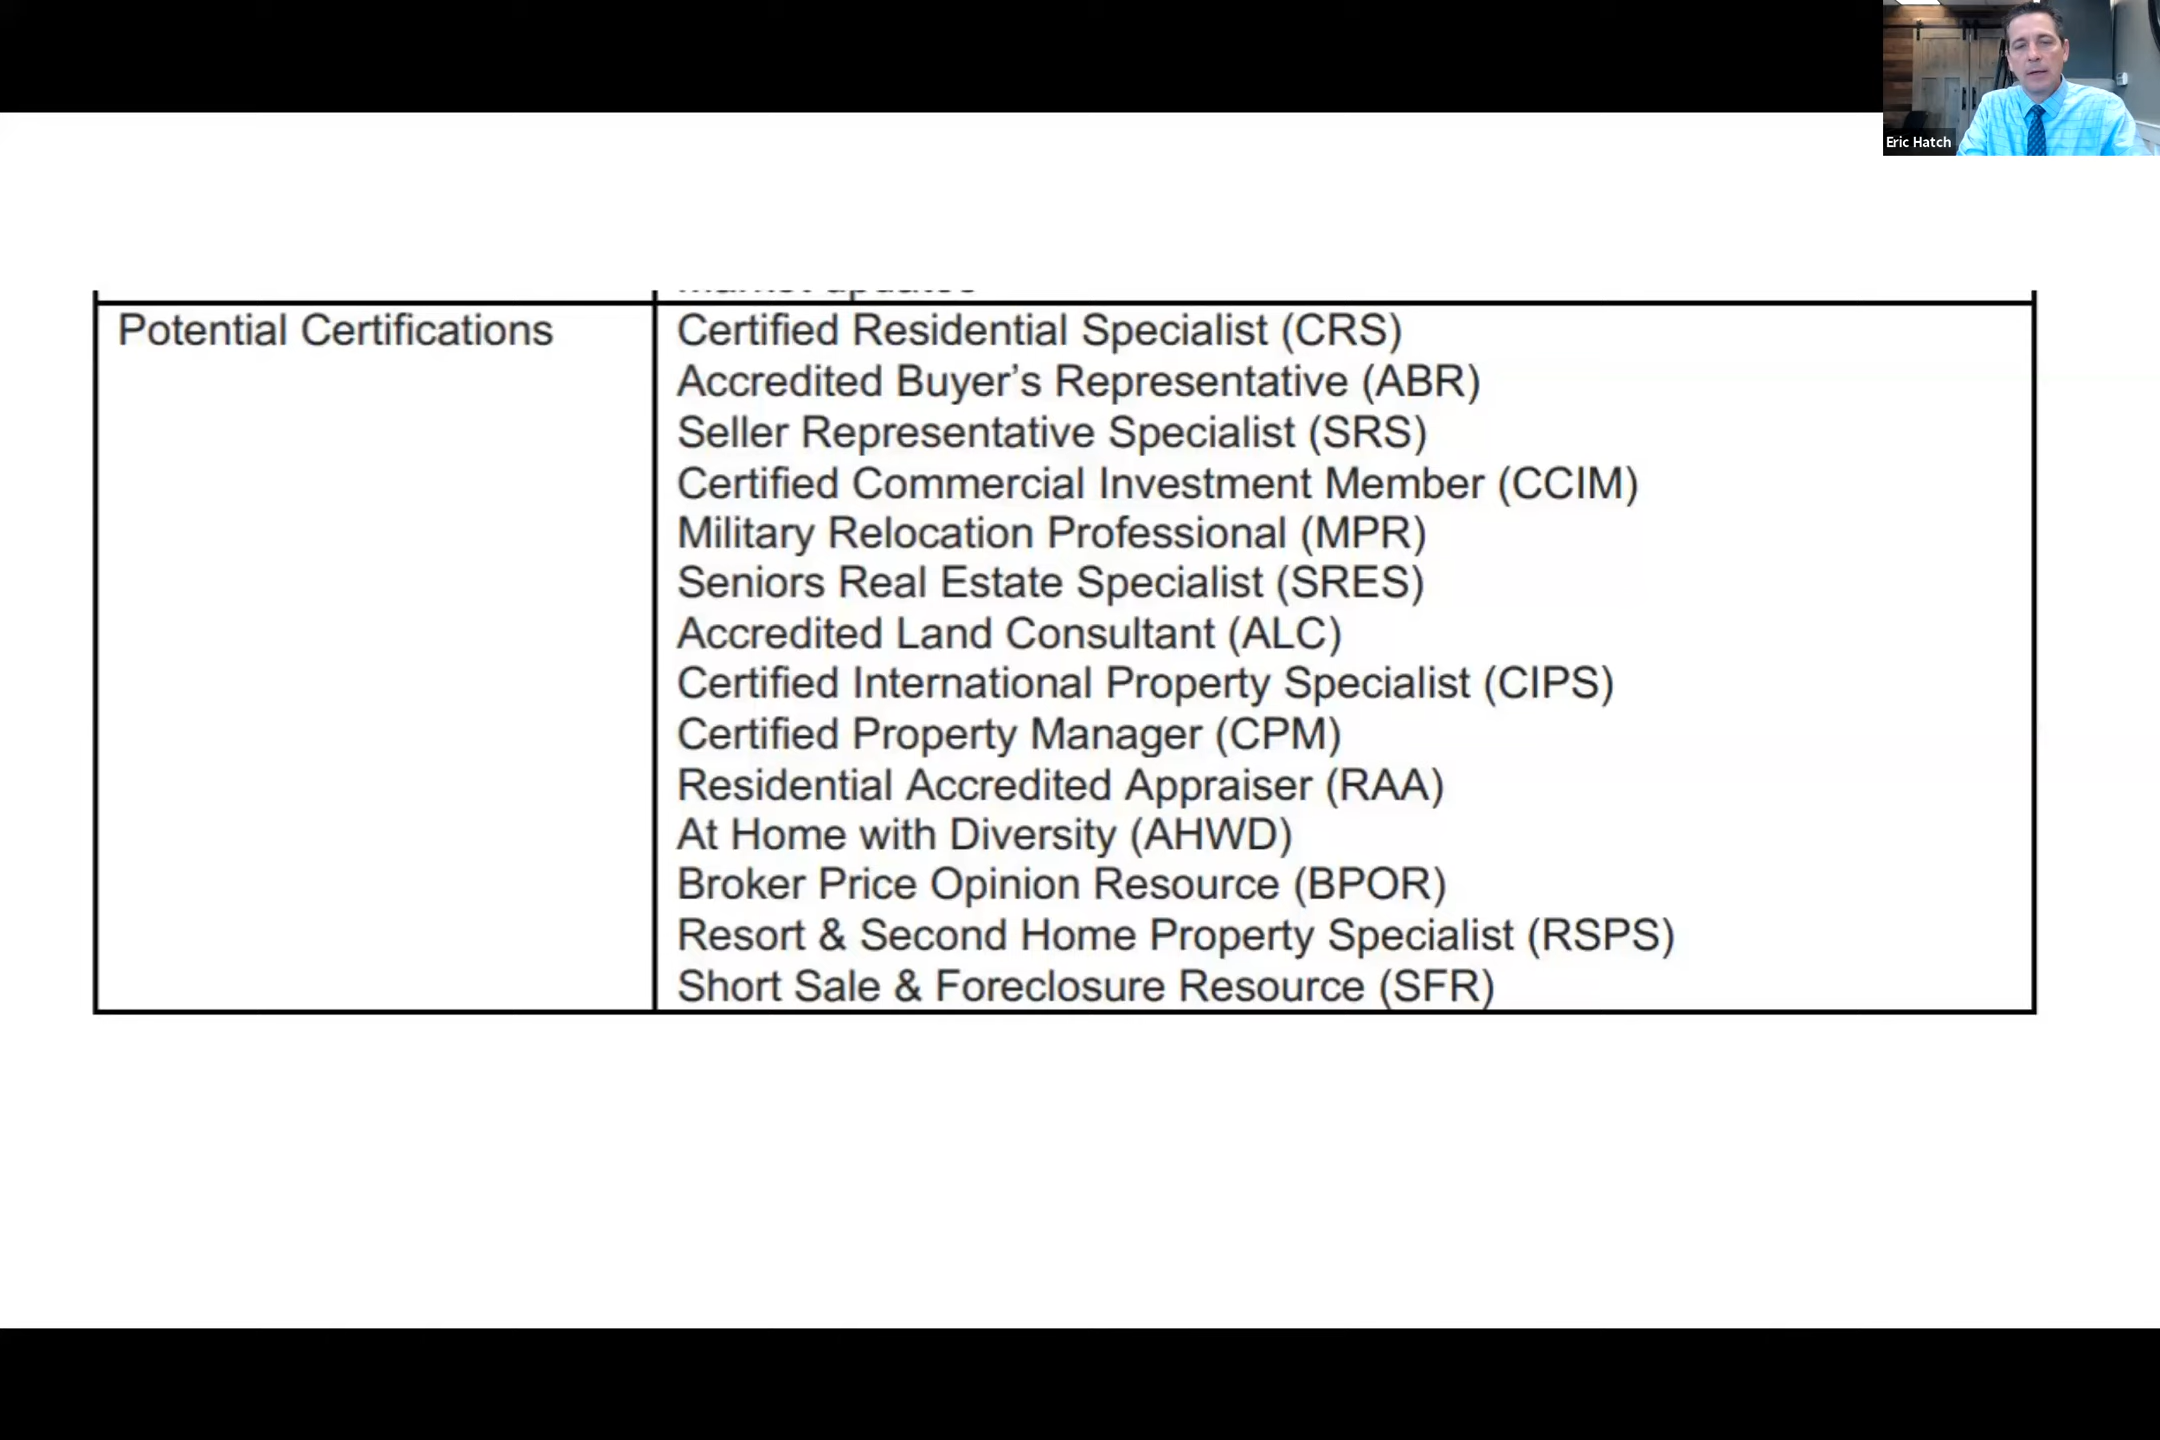 Eric Hatch
Potential Certifications
Certified Residential Specialist (CRS)
Accredited Buyer’s Representative (ABR)
Seller Representative Specialist (SRS)
Certified Commercial Investment Member (CCIM)
Military Relocation Professional (MPR)
Seniors Real Estate Specialist (SRES)
Accredited Land Consultant (ALC)
Certified International Property Specialist (CIPS)
Certified Property Manager (CPM)
Residential Accredited Appraiser (RAA)
At Home with Diversity (AHWD)
Broker Price Opinion Resource (BPOR)
Resort & Second Home Property Specialist (RSPS)
Short Sale & Foreclosure Resource (SFR)